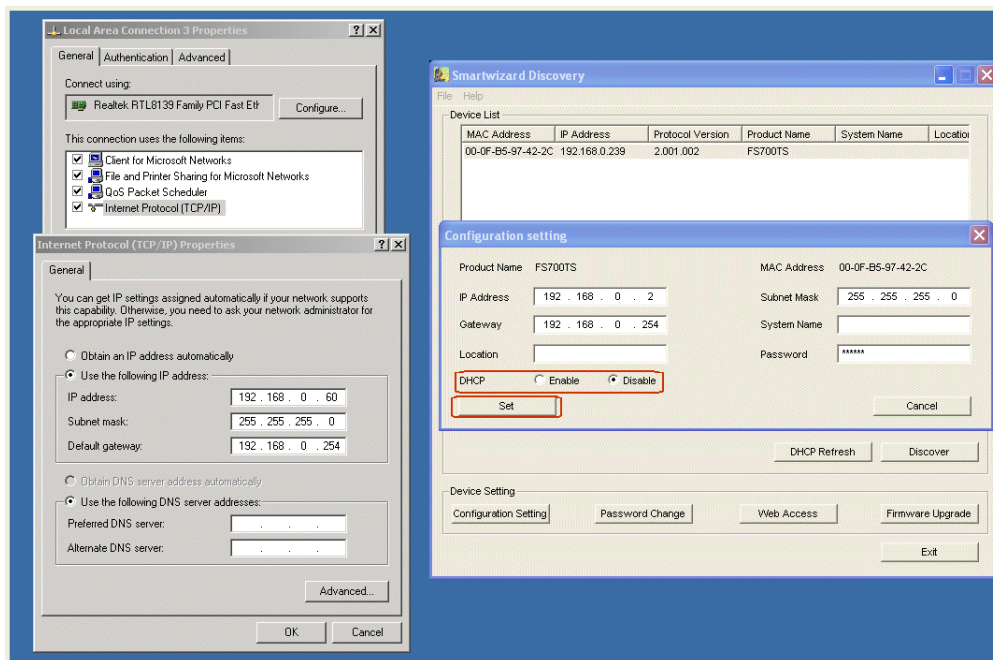 Local Area Connection 3 Properties
General Authentication Advanced
Connect using:
Realtek RTL8139 Family PCI Fast Eth
Configure...
This connection uses the following items:
Client for Microsoft Networks
File and Printer Sharing for Microsoft Networks
QoS Packet Scheduler
Internet Protocol (TCP/IP)
Internet Protocol (TCP/IP) Properties
General
You can get IP settings assigned automatically if your network supports
this capability. Otherwise, you need to ask your network administrator for
the appropriate IP settings.
Obtain an IP address automatically
Use the following IP address:
IP address: 192 . 168 . 0 . 60
Subnet mask: 255 . 255 . 255 . 0
Default gateway: 192 . 168 . 0 . 254
Obtain DNS server address automatically
Use the following DNS server addresses:
Preferred DNS server: . . .
Alternate DNS server: . . .
Advanced...
OK Cancel
Smartwizard Discovery
File Help
Device List
MAC Address IP Address Protocol Version Product Name System Name Location
00-0F-B5-97-42-2C 192.168.0.239 2.001.002 FS700TS
Configuration setting
Product Name FS700TS MAC Address 00-0F-B5-97-42-2C
IP Address 192 . 168 . 0 . 2 Subnet Mask 255 . 255 . 255 . 0
Gateway 192 . 168 . 0 . 254 System Name
Location Password ******
DHCP Enable Disable
Set Cancel
DHCP Refresh Discover
Device Setting
Configuration Setting Password Change Web Access Firmware Upgrade
Exit